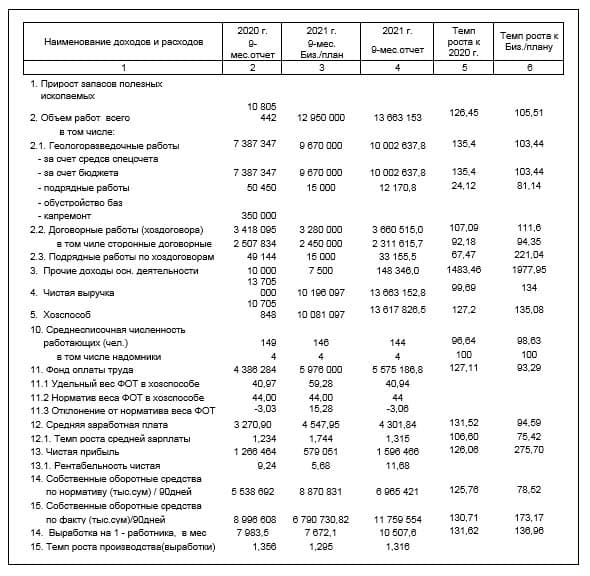 Наименование доходов и расходов 2020 г. 9-мес.отчет 2021 г. 9-мес. Биз./план 2021 г. 9-мес.отчет Темп роста к 2020 г. Темп роста к Биз./плану
1 2 3 4 5 6
1. Прирост запасов полезных
ископаемых
2. Объем работ всего 10 805 442 12 950 000 13 663 153 126,45 105,51
в том числе:
2.1. Геологоразведочные работы 7 387 347 9 670 000 10 002 637,8 135,4 103,44
- за счет средсв спецсчета
- за счет бюджета 7 387 347 9 670 000 10 002 637,8 135,4 103,44
- подрядные работы 50 450 15 000 12 170,8 24,12 81,14
- обустройство баз
- капремонт 350 000
2.2. Договорные работы (хоздоговора) 3 418 095 3 280 000 3 660 515,0 107,09 111,6
в том чиле сторонние договорные 2 507 834 2 450 000 2 311 615,7 92,18 94,35
2.3. Подрядные работы по хоздоговорам 49 144 15 000 33 155,5 67,47 221,04
3. Прочие доходы осн. деятельности 10 000 7 500 148 346,0 1483,46 1977,95
4. Чистая выручка 13 705 000 10 196 097 13 663 152,8 99,69 134
5. Хозспособ 10 705 848 10 081 097 13 617 826,5 127,2 135,08
10. Среднесписочная численность
работающих (чел.) 149 146 144 96,64 98,63
в том числе надомники 4 4 4 100 100
11. Фонд оплаты труда 4 386 284 5 976 000 5 575 186,8 127,11 93,29
11.1 Удельный вес ФОТ в хозспособе 40,97 59,28 40,94
11.2 Норматив веса ФОТ в хозспособе 44,00 44,00 44
11.3 Отклонение от норматива веса ФОТ -3,03 15,28 -3,06
12. Средняя заработная плата 3 270,90 4 547,95 4 301,84 131,52 94,59
12.1. Темп роста средней зарплаты 1,234 1,744 1,315 106,60 75,42
13. Чистая прибыль 1 266 464 579 051 1 596 466 126,06 275,70
13.1. Рентабельность чистая 9,24 5,68 11,68
14. Собственные оборотные средства
по нормативу (тыс.сум) / 90дней 5 538 692 8 870 831 6 965 421 125,76 78,52
15. Собственные оборотные средства
по факту (тыс.сум)/90дней 8 996 608 6 790 730,82 11 759 554 130,71 173,17
14. Выработка на 1 - работника, в мес 7 983,5 7 672,1 10 507,6 131,62 136,96
15. Темп роста производства(выработки) 1,356 1,295 1,316